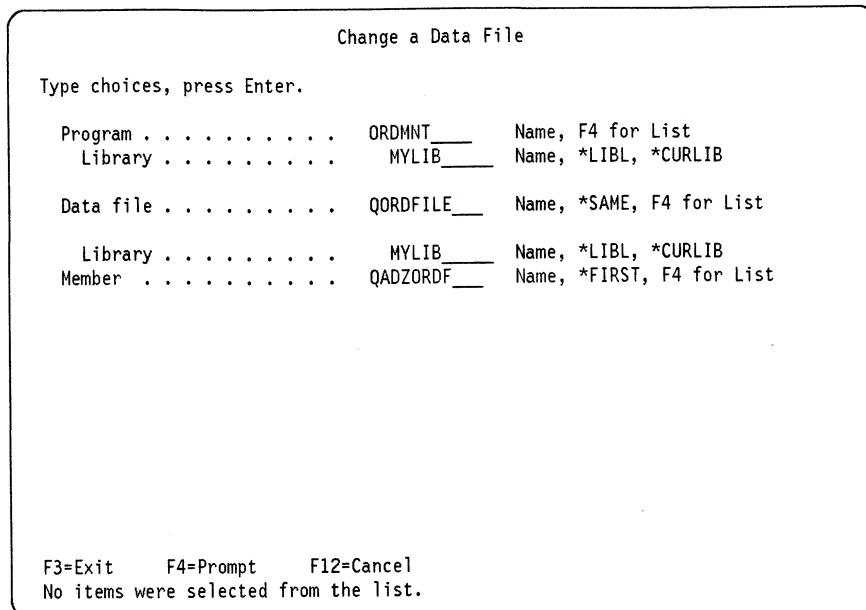 Change a Data File
Type choices, press Enter.
Program . . . . . . . . . . ORDMNT____ Name, F4 for List
Library . . . . . . . . . MYLIB_____ Name, *LIBL, *CURLIB
Data file . . . . . . . . . QORDFILE__ Name, *SAME, F4 for List
Library . . . . . . . . . MYLIB_____ Name, *LIBL, *CURLIB
Member . . . . . . . . . . QADZORDF__ Name, *FIRST, F4 for List
F3=Exit F4=Prompt F12=Cancel
No items were selected from the list.